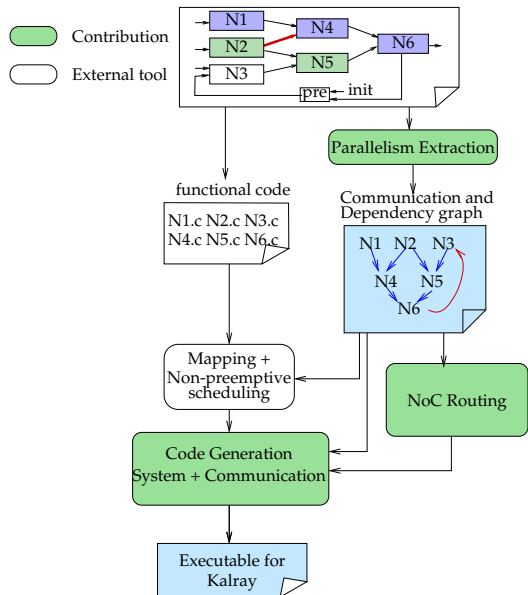 Contribution
External tool
N1
N4
N2
N6
N5
N3
pre
init
Parallelism Extraction
functional code
N1.c N2.c N3.c
N4.c N5.c N6.c
Communication and
Dependency graph
N1 N2 N3
N4 N5
N6
Mapping +
Non-preemptive
scheduling
NoC Routing
Code Generation
System + Communication
Executable for
Kalray